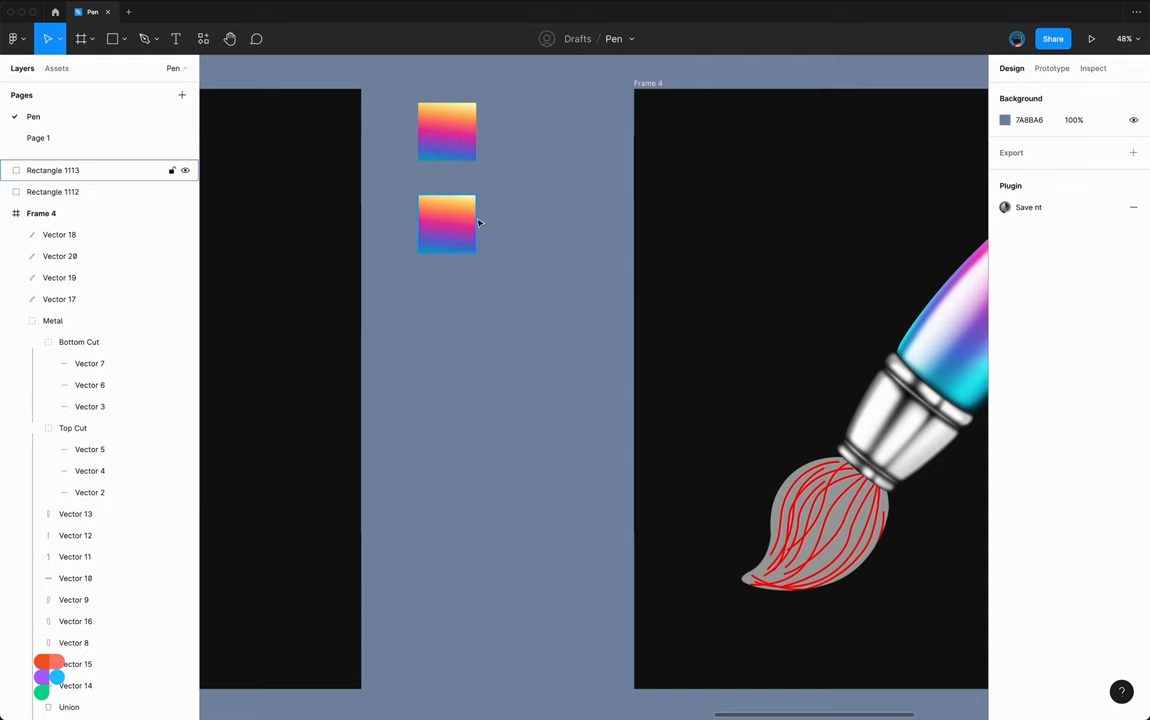 Pen
Drafts / Pen
Share
48%
Layers
Assets
Pen
Pages
Pen
Page 1
Rectangle 1113
Rectangle 1112
Frame 4
Vector 18
Vector 20
Vector 19
Vector 17
Metal
Bottom Cut
Vector 7
Vector 6
Vector 3
Top Cut
Vector 5
Vector 4
Vector 2
Vector 13
Vector 12
Vector 11
Vector 10
Vector 9
Vector 16
Vector 8
Vector 15
Vector 14
Union
Frame 4
Design
Prototype
Inspect
Background
7A8BA6
100%
Export
Plugin
Save nt
?